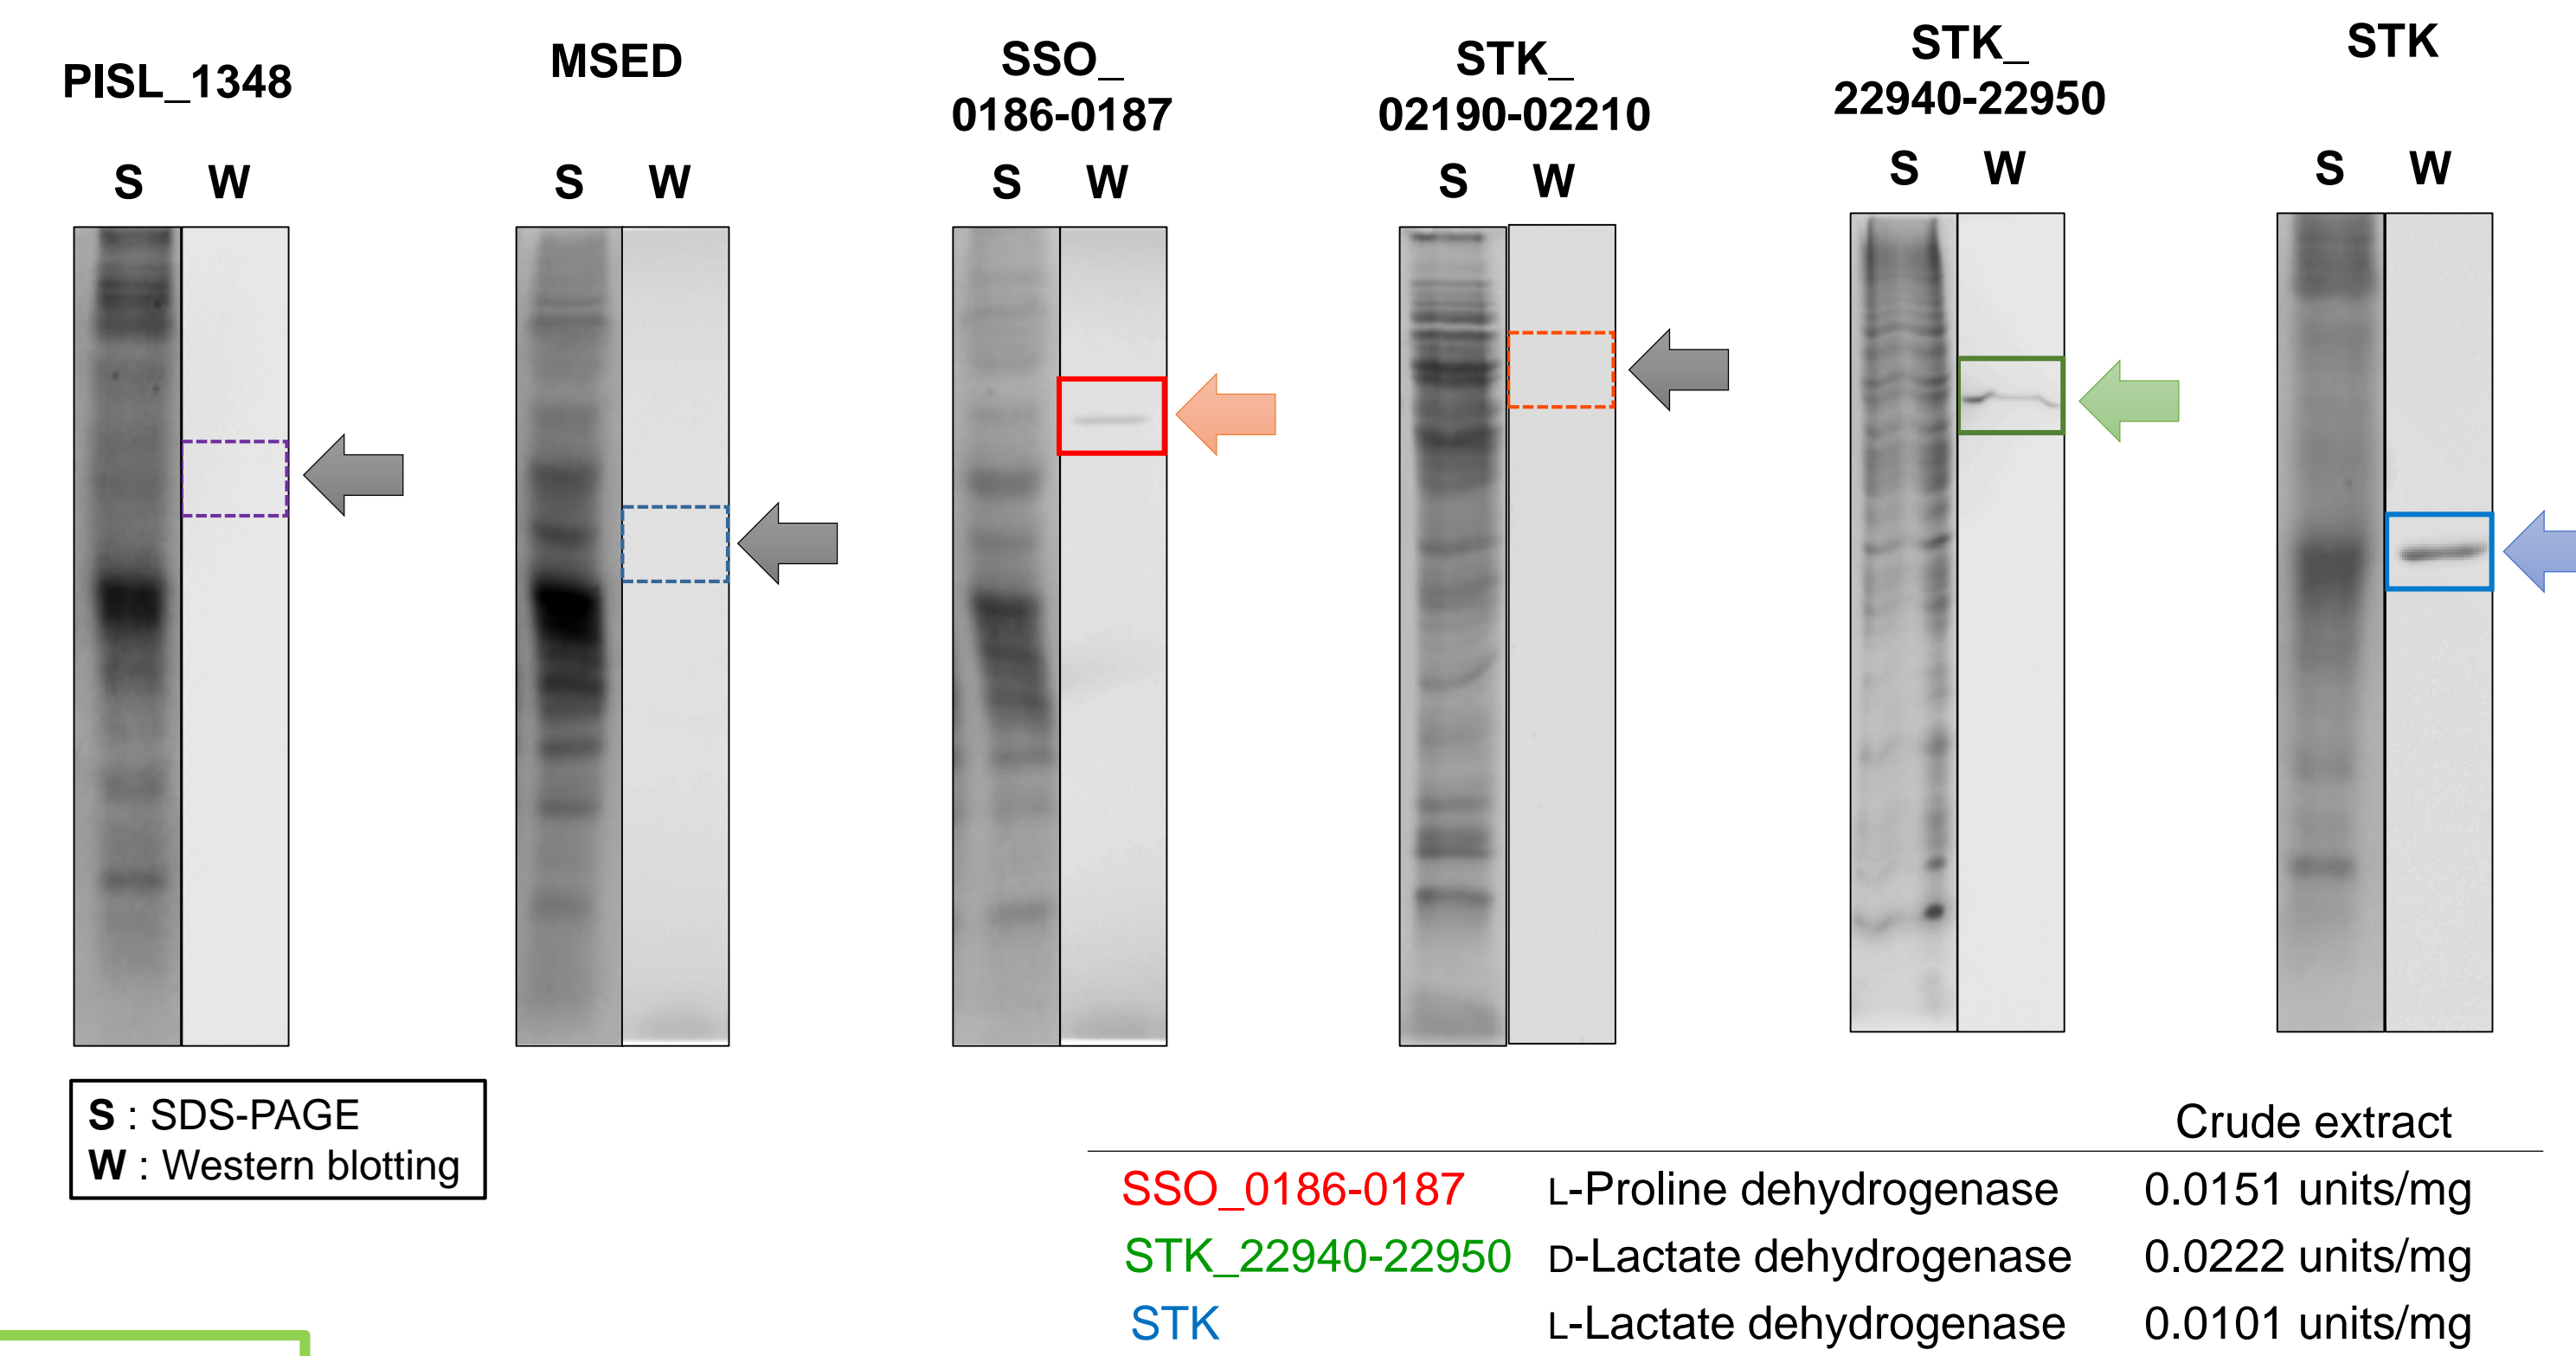 PISL_1348
MSED
SSO_
0186-0187
STK_
02190-02210
STK_
22940-22950
STK
S W
S W
S W
S W
S W
S W
S : SDS-PAGE
W : Western blotting
Crude extract
SSO_0186-0187 L-Proline dehydrogenase 0.0151 units/mg
STK_22940-22950 D-Lactate dehydrogenase 0.0222 units/mg
STK L-Lactate dehydrogenase 0.0101 units/mg